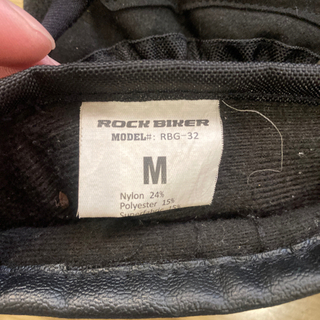 ROCK BIKER
MODEL#: RBG-32
M
Nylon 24%
Polyester 15%